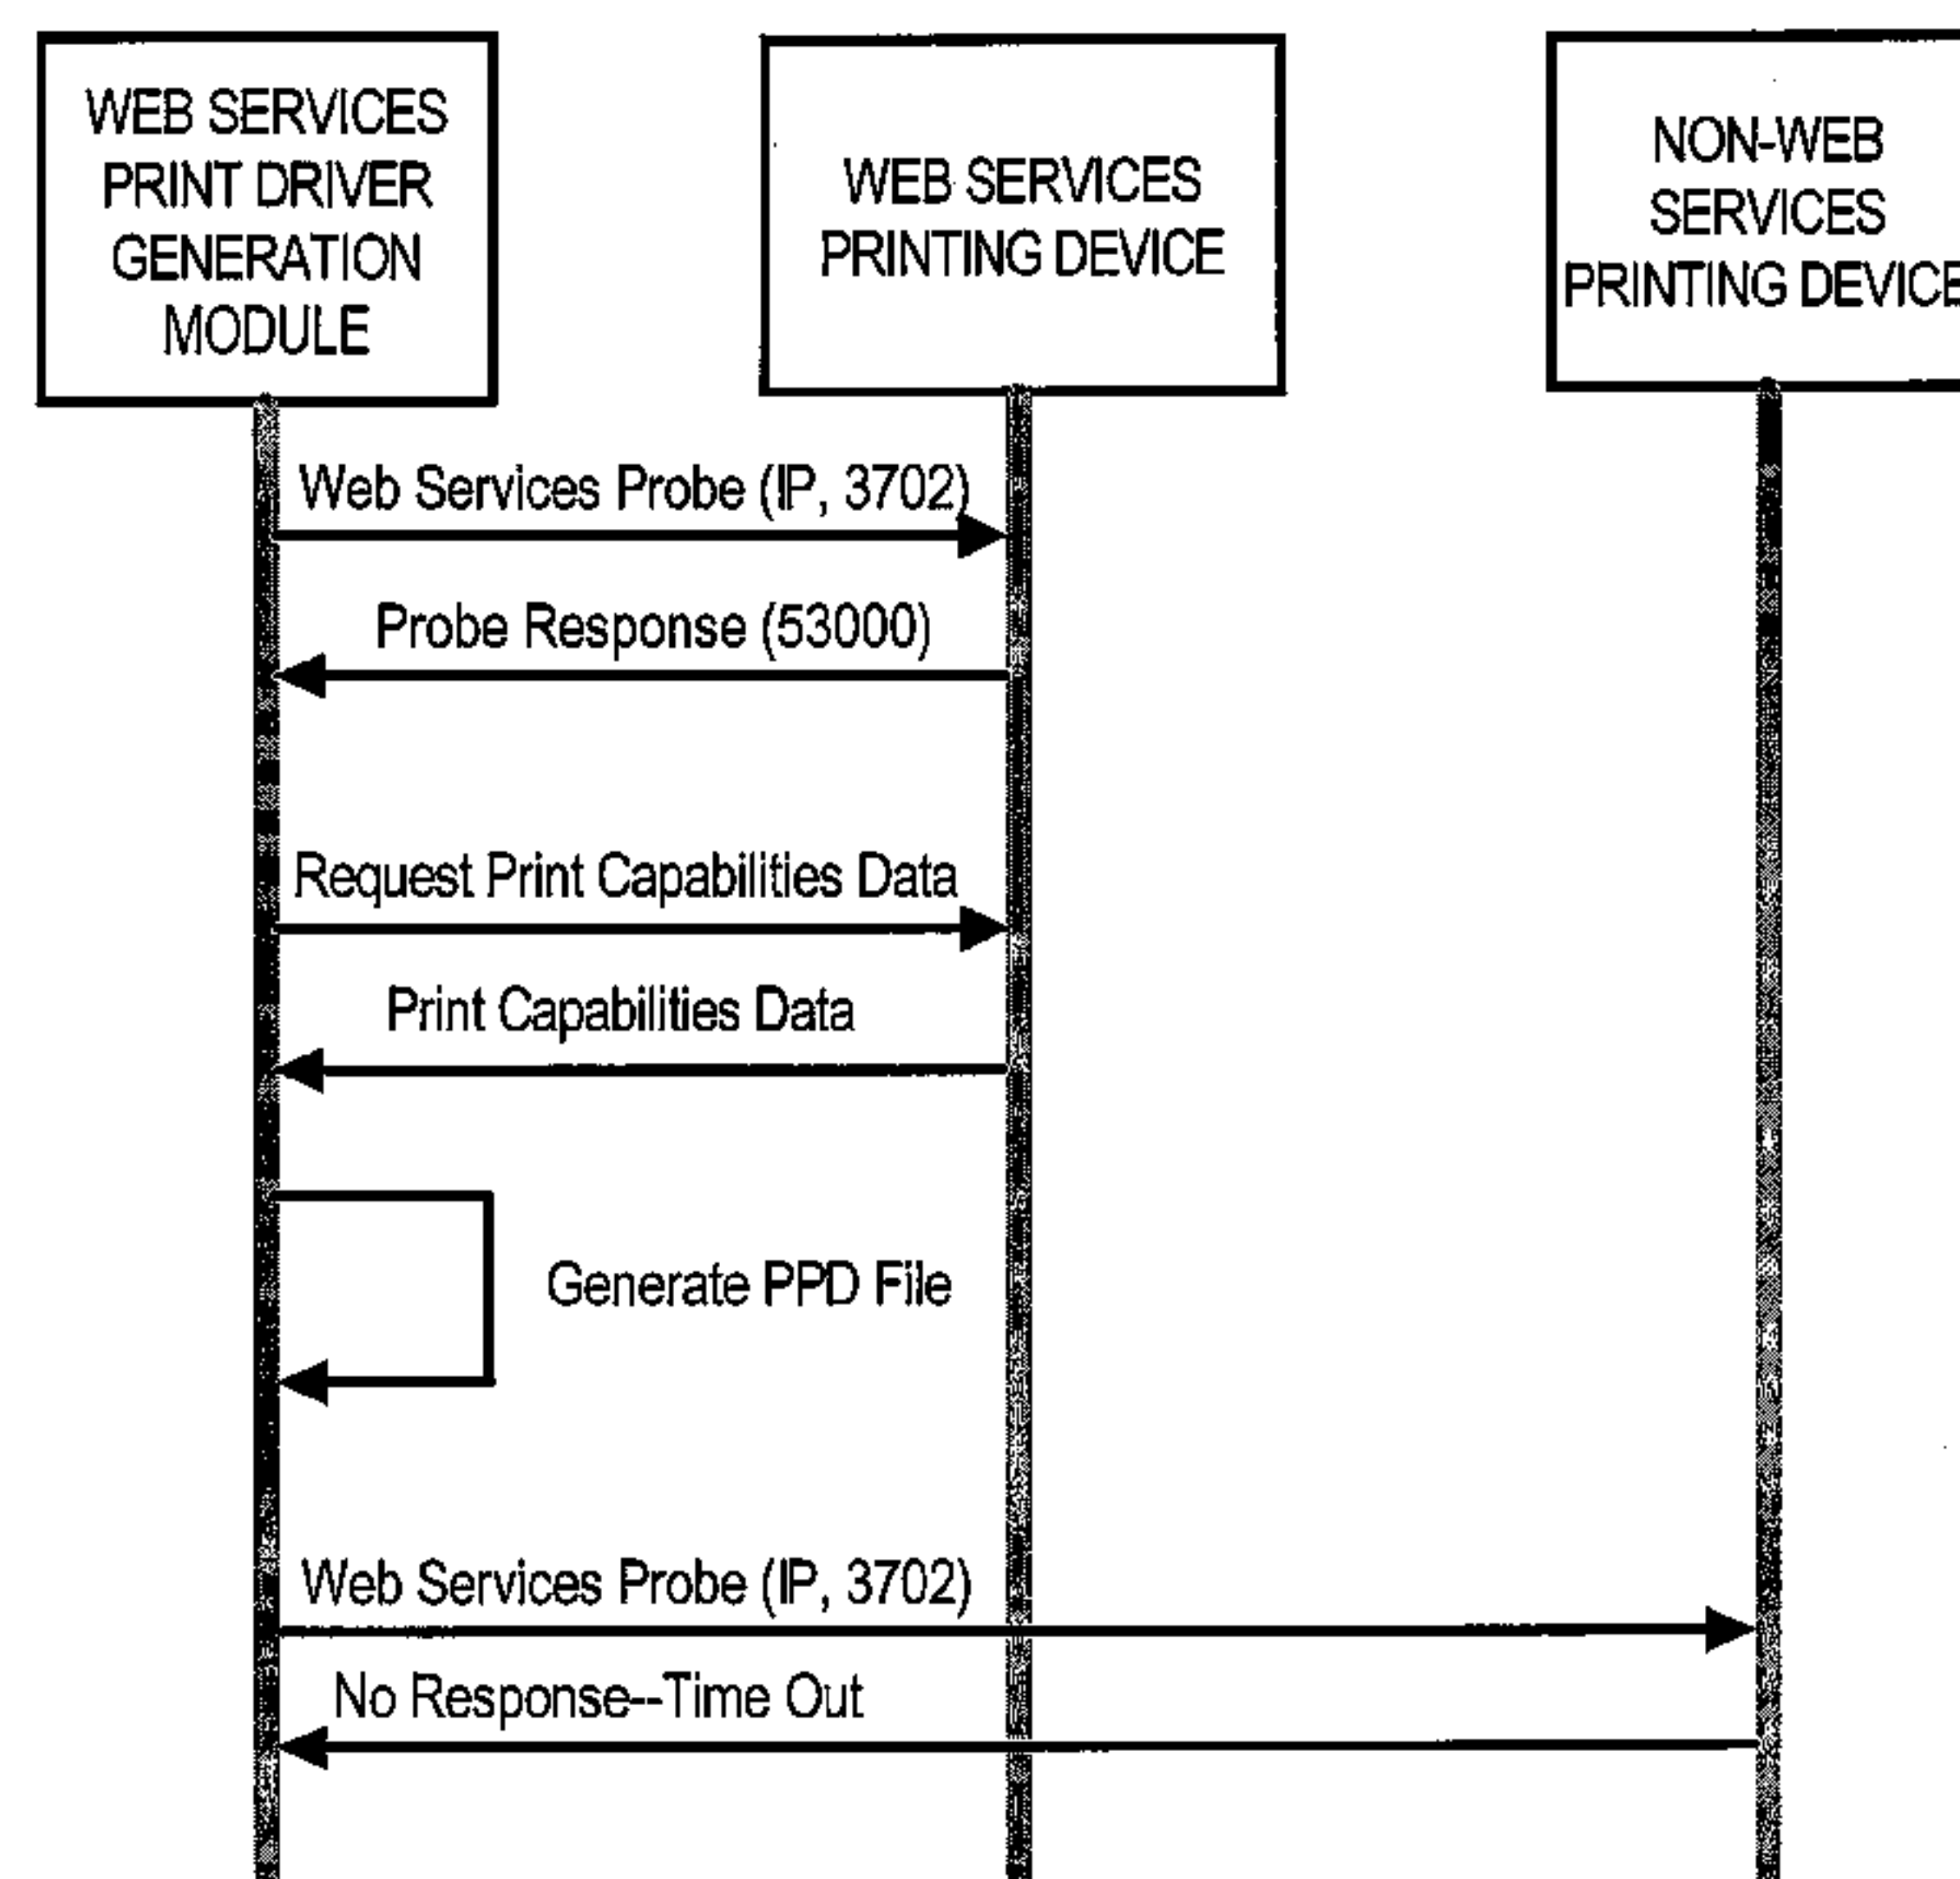 WEB SERVICES
PRINT DRIVER
GENERATION
MODULE
WEB SERVICES
PRINTING DEVICE
NON-WEB
SERVICES
PRINTING DEVICE
Web Services Probe (IP, 3702)
Probe Response (53000)
Request Print Capabilities Data
Print Capabilities Data
Generate PPD File
Web Services Probe (IP, 3702)
No Response--Time Out